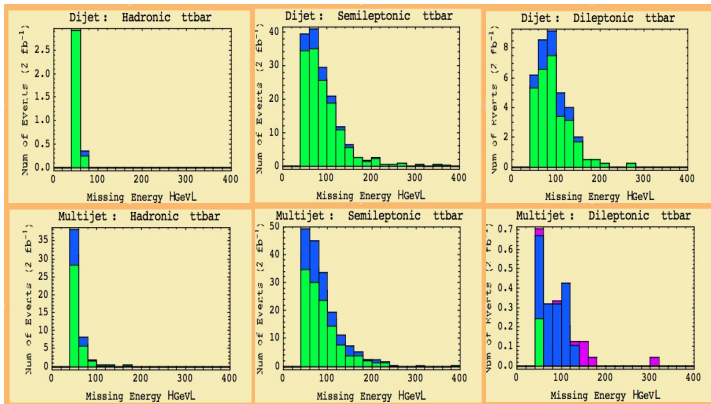 Dijet: Hadronic ttbar
Num of Events (2 fb⁻¹)
2.5
2.0
1.5
1.0
0.5
0.0
0 100 200 300 400
Missing Energy HGeVL
Dijet: Semileptonic ttbar
Num of Events (2 fb⁻¹)
40
30
20
10
0
0 100 200 300 400
Missing Energy HGeVL
Dijet: Dileptonic ttbar
Num of Events (2 fb⁻¹)
8
6
4
2
0
0 100 200 300 400
Missing Energy HGeVL
Multijet: Hadronic ttbar
Num of Events (2 fb⁻¹)
35
30
25
20
15
10
5
0
0 100 200 300 400
Missing Energy HGeVL
Multijet: Semileptonic ttbar
Num of Events (2 fb⁻¹)
50
40
30
20
10
0
0 100 200 300 400
Missing Energy HGeVL
Multijet: Dileptonic ttbar
Num of Events (2 fb⁻¹)
0.7
0.6
0.5
0.4
0.3
0.2
0.1
0.0
0 100 200 300 400
Missing Energy HGeVL